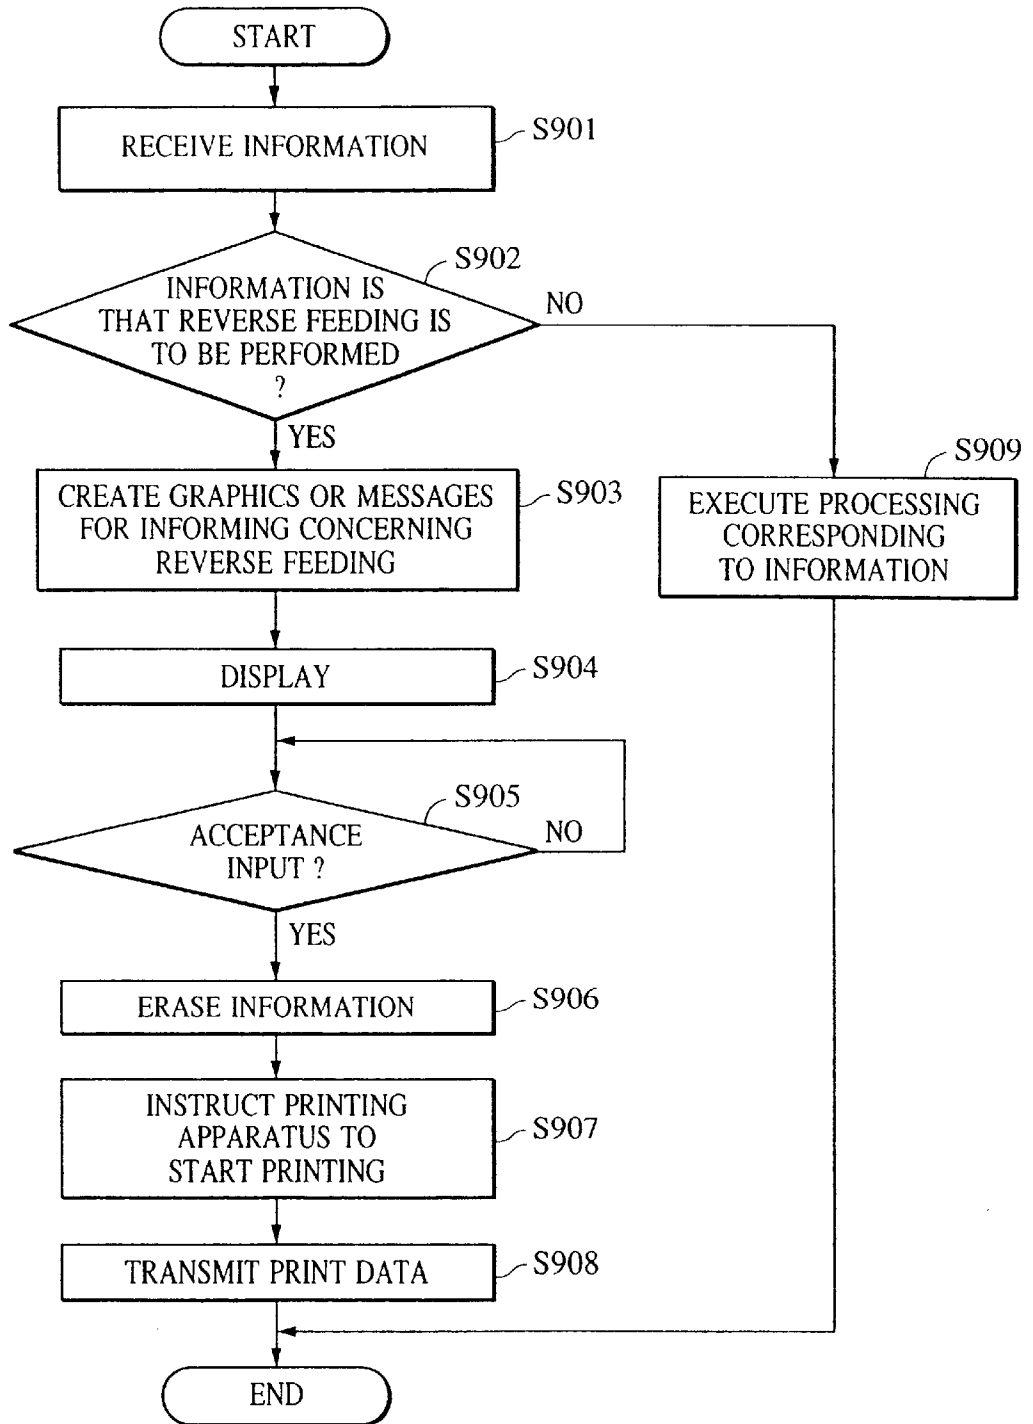 START
RECEIVE INFORMATION
S901
S902
INFORMATION IS
THAT REVERSE FEEDING IS
TO BE PERFORMED
?
NO
YES
S909
CREATE GRAPHICS OR MESSAGES
FOR INFORMING CONCERNING
REVERSE FEEDING
S903
EXECUTE PROCESSING
CORRESPONDING
TO INFORMATION
DISPLAY
S904
S905
ACCEPTANCE
INPUT ?
NO
YES
ERASE INFORMATION
S906
INSTRUCT PRINTING
APPARATUS TO
START PRINTING
S907
TRANSMIT PRINT DATA
S908
END